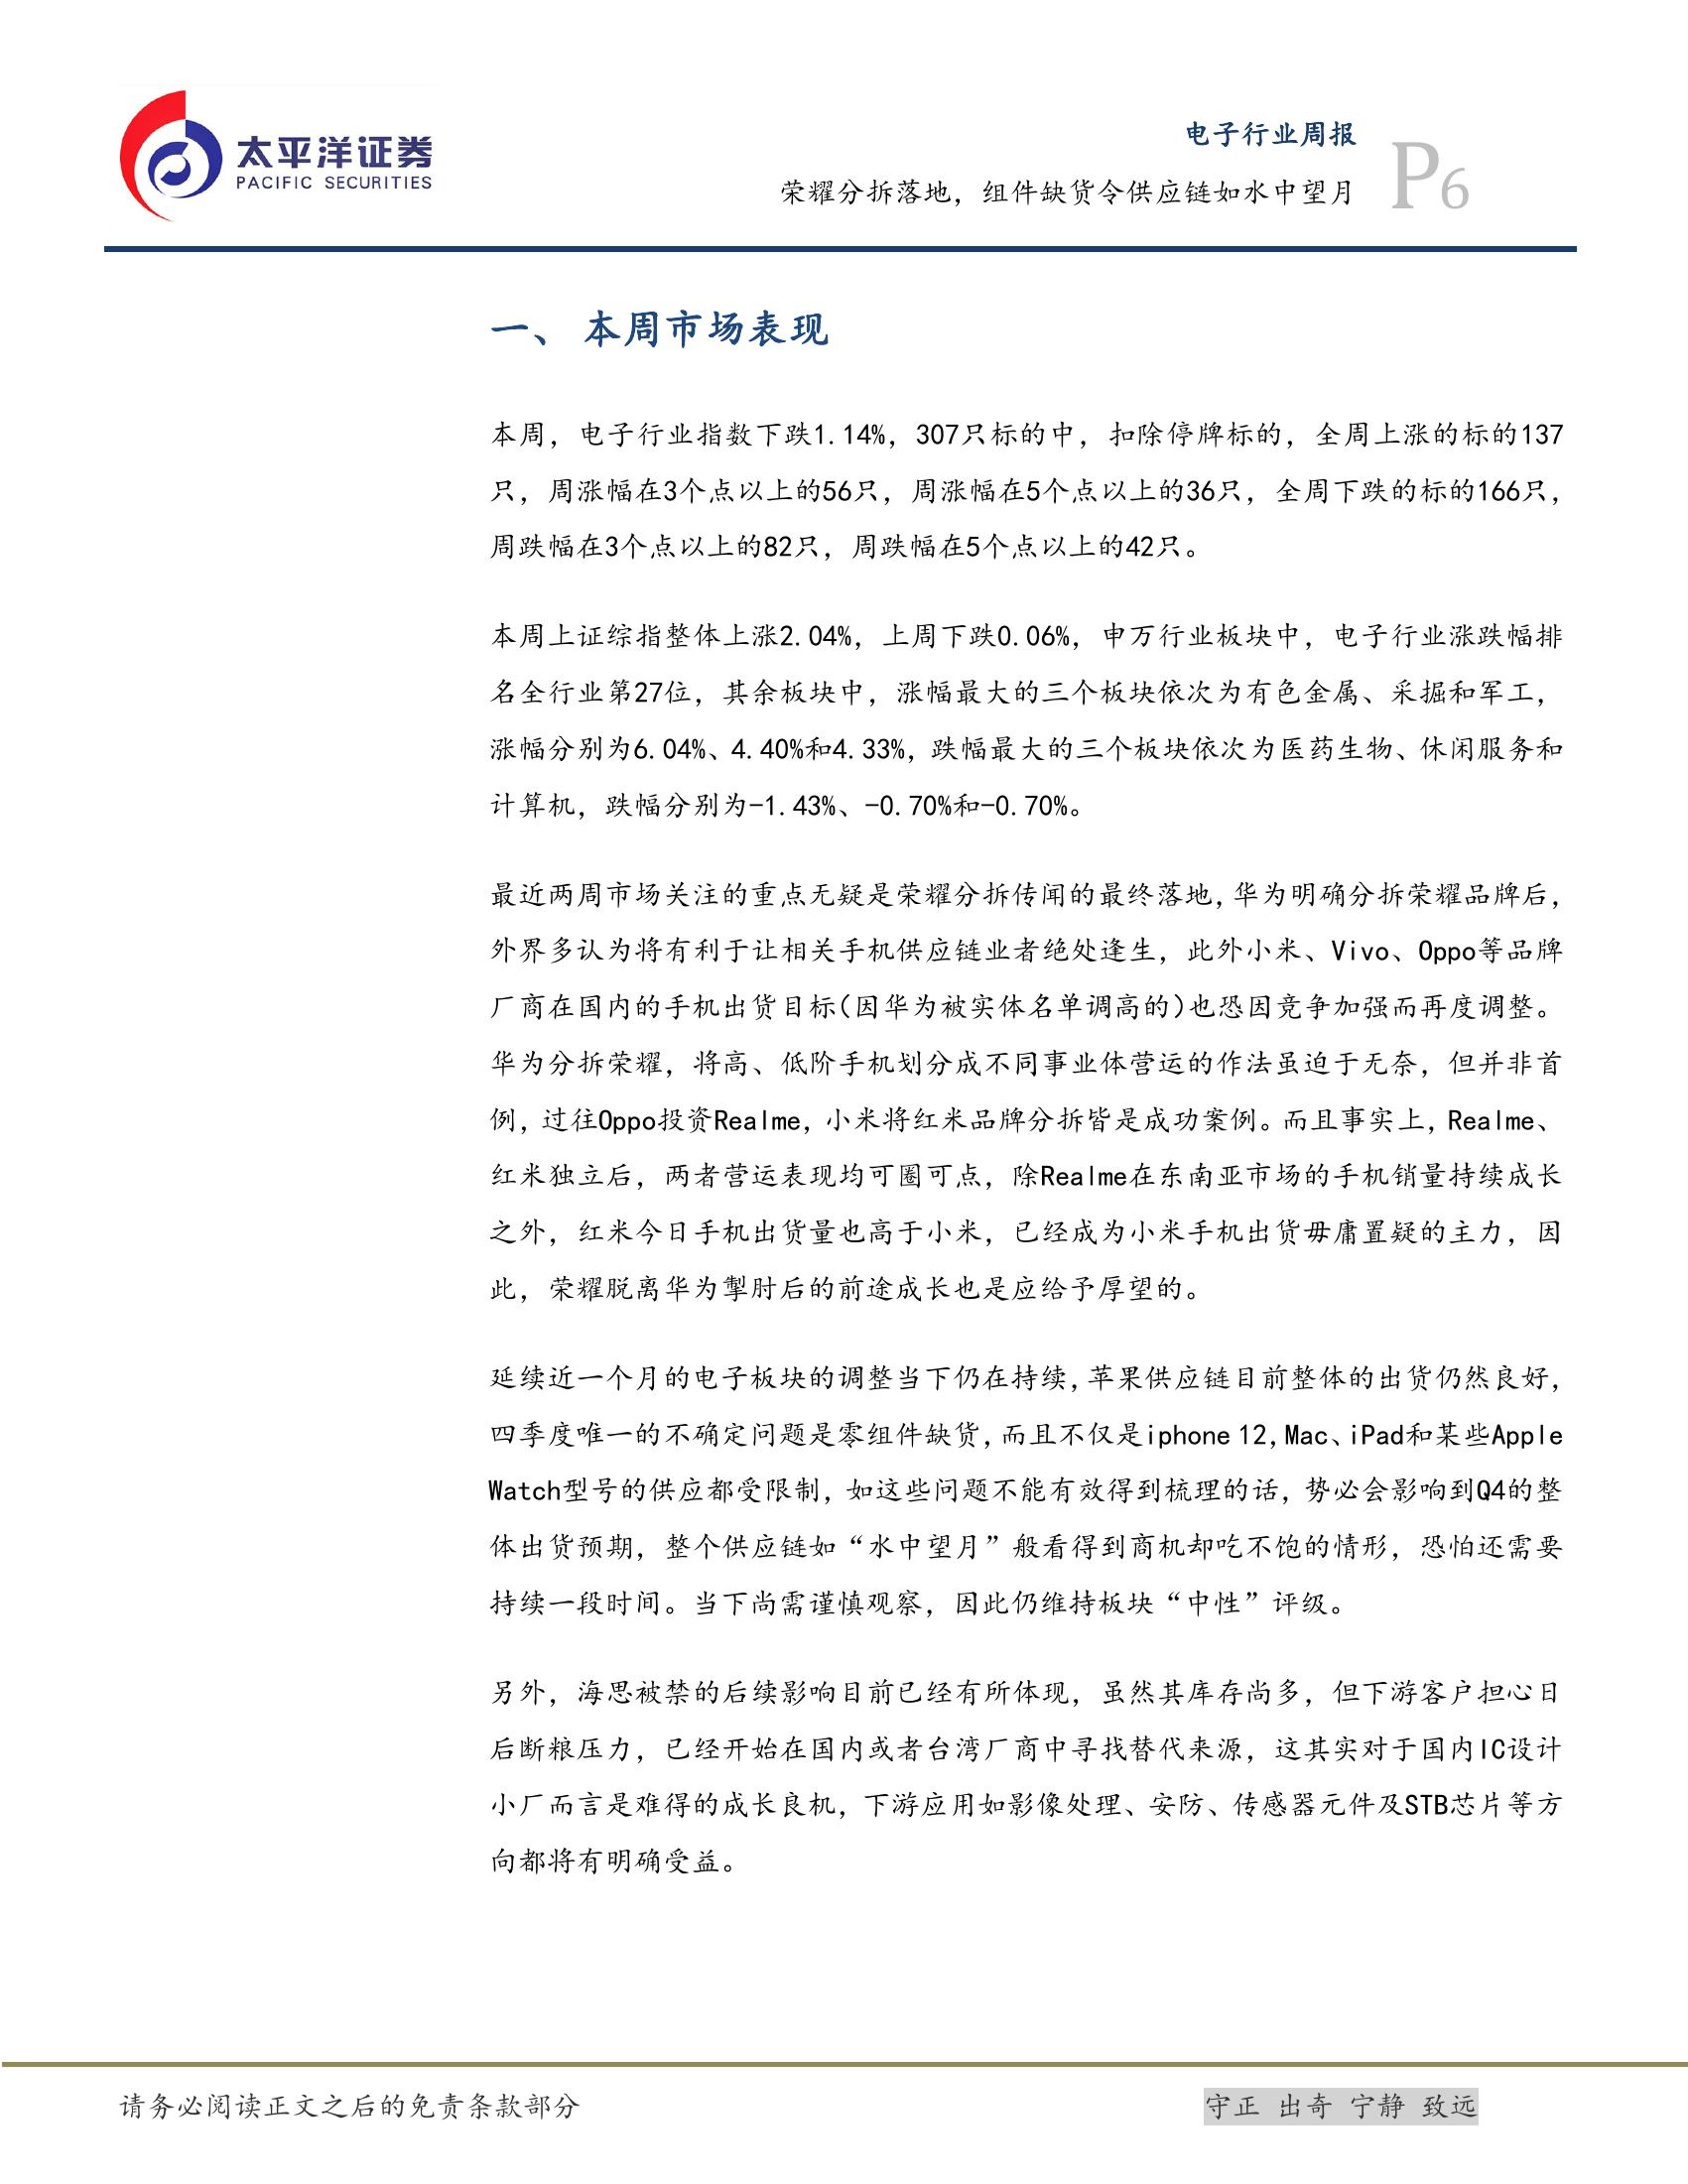 太平洋证券
PACIFIC SECURITIES
电子行业周报
荣耀分拆落地，组件缺货令供应链如水中望月
P6
一、 本周市场表现
本周，电子行业指数下跌1.14%，307只标的中，扣除停牌标的，全周上涨的标的137
只，周涨幅在3个点以上的56只，周涨幅在5个点以上的36只，全周下跌的标的166只，
周跌幅在3个点以上的82只，周跌幅在5个点以上的42只。
本周上证综指整体上涨2.04%，上周下跌0.06%，申万行业板块中，电子行业涨跌幅排
名全行业第27位，其余板块中，涨幅最大的三个板块依次为有色金属、采掘和军工，
涨幅分别为6.04%、4.40%和4.33%，跌幅最大的三个板块依次为医药生物、休闲服务和
计算机，跌幅分别为-1.43%、-0.70%和-0.70%。
最近两周市场关注的重点无疑是荣耀分拆传闻的最终落地，华为明确分拆荣耀品牌后，
外界多认为将有利于让相关手机供应链业者绝处逢生，此外小米、Vivo、Oppo等品牌
厂商在国内的手机出货目标(因华为被实体名单调高的)也恐因竞争加强而再度调整。
华为分拆荣耀，将高、低阶手机划分成不同事业体营运的作法虽迫于无奈，但并非首
例，过往Oppo投资Realme，小米将红米品牌分拆皆是成功案例。而且事实上，Realme、
红米独立后，两者营运表现均可圈可点，除Realme在东南亚市场的手机销量持续成长
之外，红米今日手机出货量也高于小米，已经成为小米手机出货毋庸置疑的主力，因
此，荣耀脱离华为掣肘后的前途成长也是应给予厚望的。
延续近一个月的电子板块的调整当下仍在持续，苹果供应链目前整体的出货仍然良好，
四季度唯一的不确定问题是零组件缺货，而且不仅是iphone 12，Mac、iPad和某些Apple
Watch型号的供应都受限制，如这些问题不能有效得到梳理的话，势必会影响到Q4的整
体出货预期，整个供应链如“水中望月”般看得到商机却吃不饱的情形，恐怕还需要
持续一段时间。当下尚需谨慎观察，因此仍维持板块“中性”评级。
另外，海思被禁的后续影响目前已经有所体现，虽然其库存尚多，但下游客户担心日
后断粮压力，已经开始在国内或者台湾厂商中寻找替代来源，这其实对于国内IC设计
小厂而言是难得的成长良机，下游应用如影像处理、安防、传感器元件及STB芯片等方
向都将有明确受益。
请务必阅读正文之后的免责条款部分
守正 出奇 宁静 致远